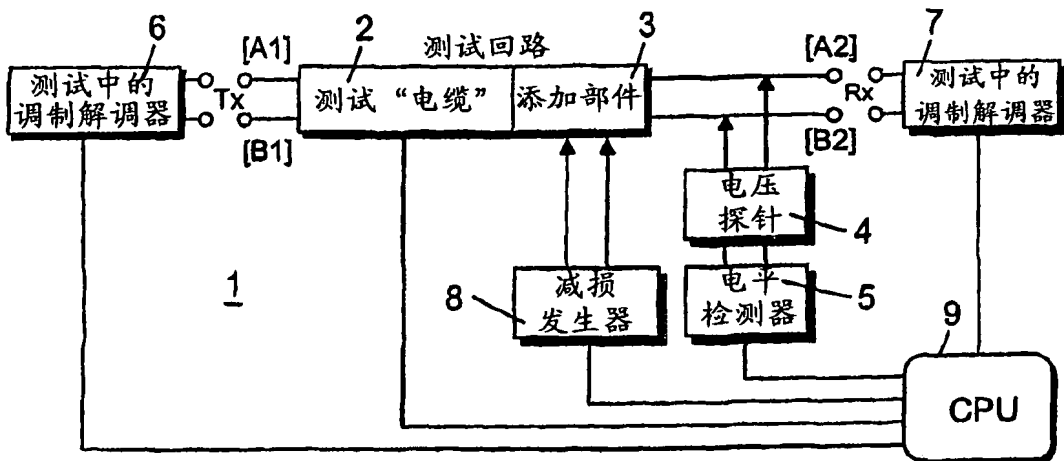 6
[A1]
2
测试回路
3
[A2]
7
测试中的
调制解调器
Tx
测试“电缆”
添加部件
Rx
测试中的
调制解调器
[B1]
[B2]
电压
探针
4
1
8
减损
发生器
电平
检测器
5
9
CPU